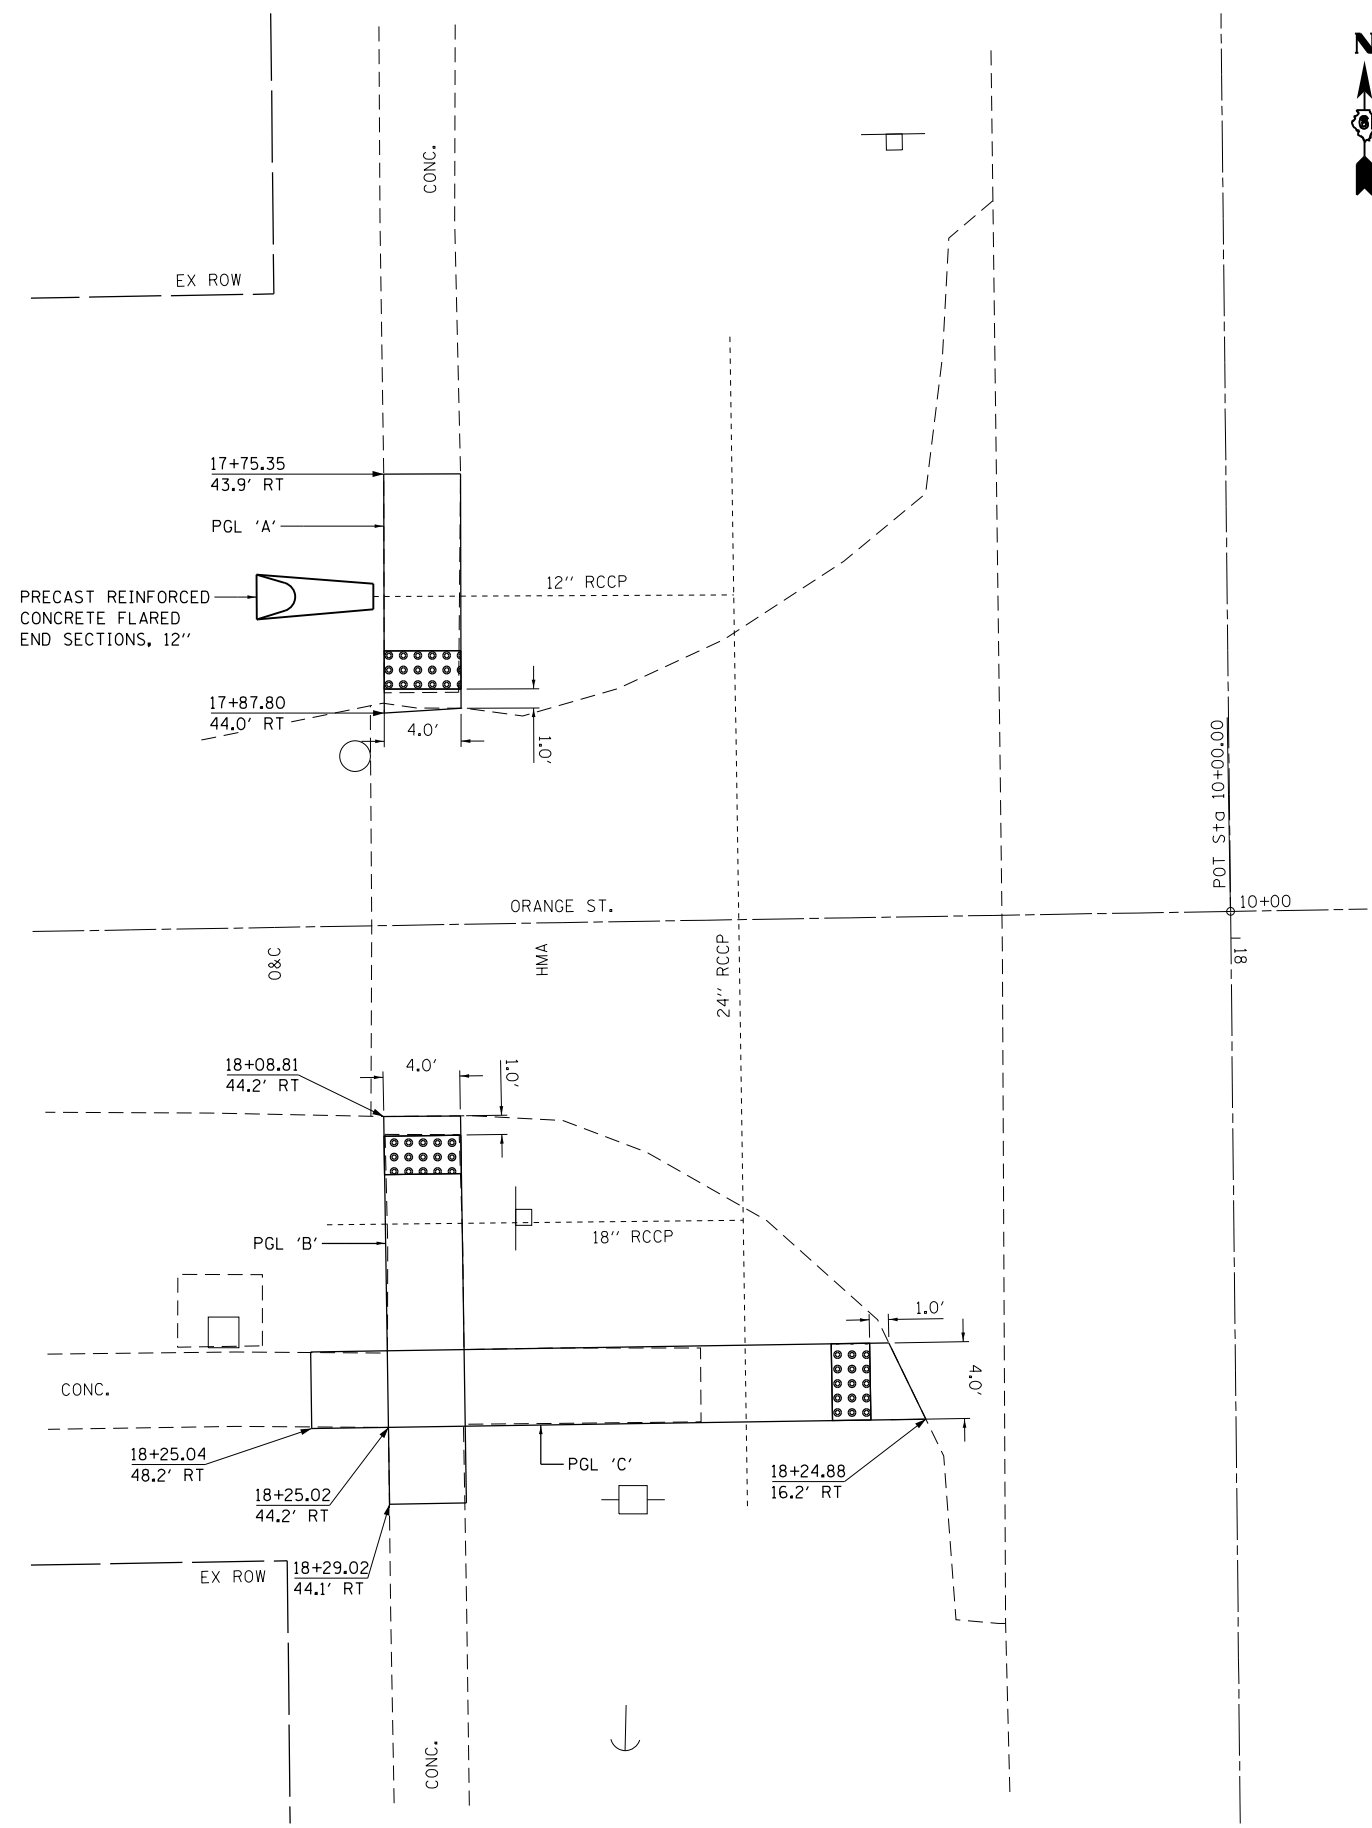 N
6
CONC.
EX ROW
17+75.35
43.9' RT
PGL 'A'
12'' RCCP
PRECAST REINFORCED
CONCRETE FLARED
END SECTIONS, 12''
17+87.80
44.0' RT
4.0'
1.0'
POT Sta 10+00.00
10+00
ORANGE ST.
O&C
HMA
24'' RCCP
18
18+08.81
44.2' RT
4.0'
1.0'
PGL 'B'
18'' RCCP
1.0'
4.0'
CONC.
18+25.04
48.2' RT
PGL 'C'
18+24.88
16.2' RT
18+25.02
44.2' RT
18+29.02
44.1' RT
EX ROW
CONC.